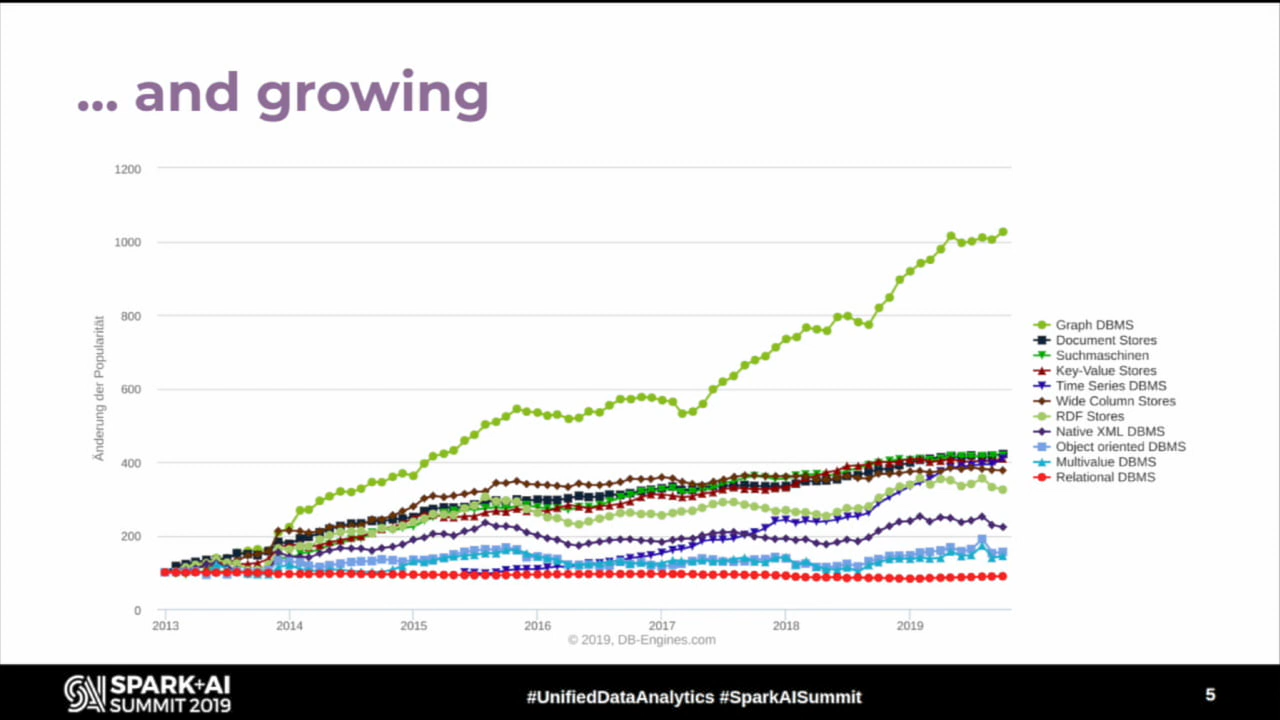 ... and growing
1200
1000
800
600
400
200
0
Änderung der Popularität
2013 2014 2015 2016 2017 2018 2019
© 2019, DB-Engines.com
Graph DBMS
Document Stores
Suchmaschinen
Key-Value Stores
Time Series DBMS
Wide Column Stores
RDF Stores
Native XML DBMS
Object oriented DBMS
Multivalue DBMS
Relational DBMS
SPARK+AI
SUMMIT 2019
#UnifiedDataAnalytics #SparkAISummit
5